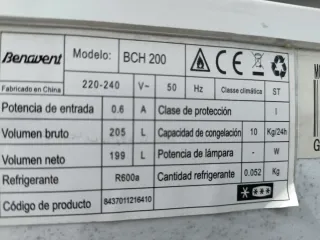 Benavent Modelo: BCH 200
Fabricado en China 220-240 V~ 50 Hz Clase climática ST
Potencia de entrada 0.6 A Clase de protección I
Volumen bruto 205 L Capacidad de congelación 10 Kg/24h
Volumen neto 199 L Potencia de lámpara - W
Refrigerante R600a Cantidad refrigerante 0.052 Kg
Código de producto 8437011216410